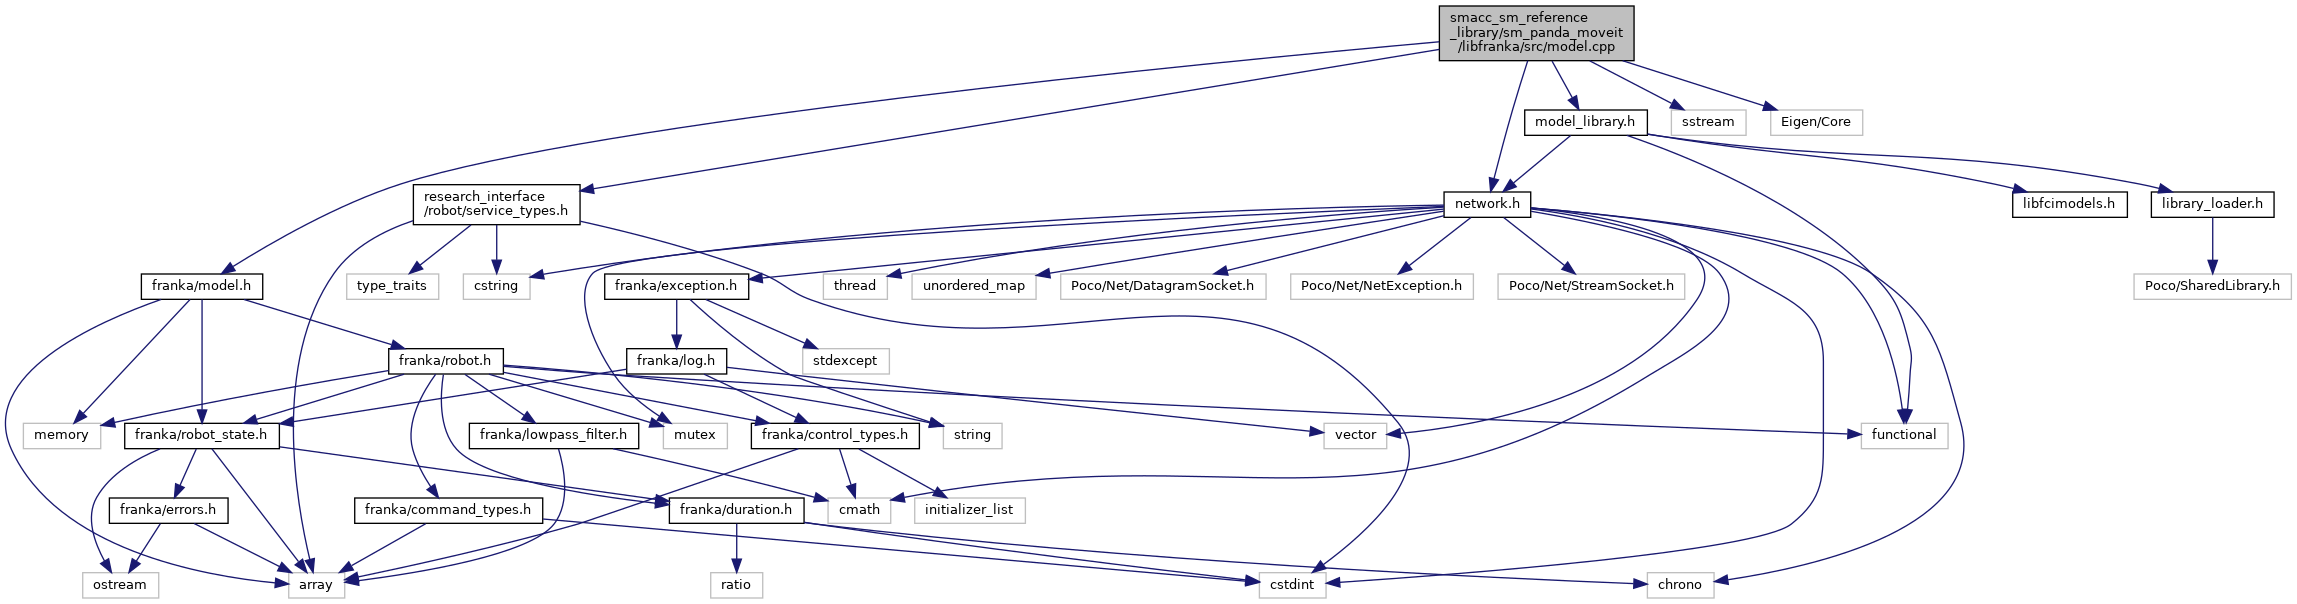 smacc_sm_reference
_library/sm_panda_moveit
/libfranka/src/model.cpp
model_library.h
sstream
Eigen/Core
research_interface
/robot/service_types.h
network.h
libfcimodels.h
library_loader.h
franka/model.h
type_traits
cstring
franka/exception.h
thread
unordered_map
Poco/Net/DatagramSocket.h
Poco/Net/NetException.h
Poco/Net/StreamSocket.h
Poco/SharedLibrary.h
franka/robot.h
franka/log.h
stdexcept
memory
franka/robot_state.h
franka/lowpass_filter.h
mutex
franka/control_types.h
string
vector
functional
franka/errors.h
franka/command_types.h
franka/duration.h
cmath
initializer_list
ostream
array
ratio
cstdint
chrono